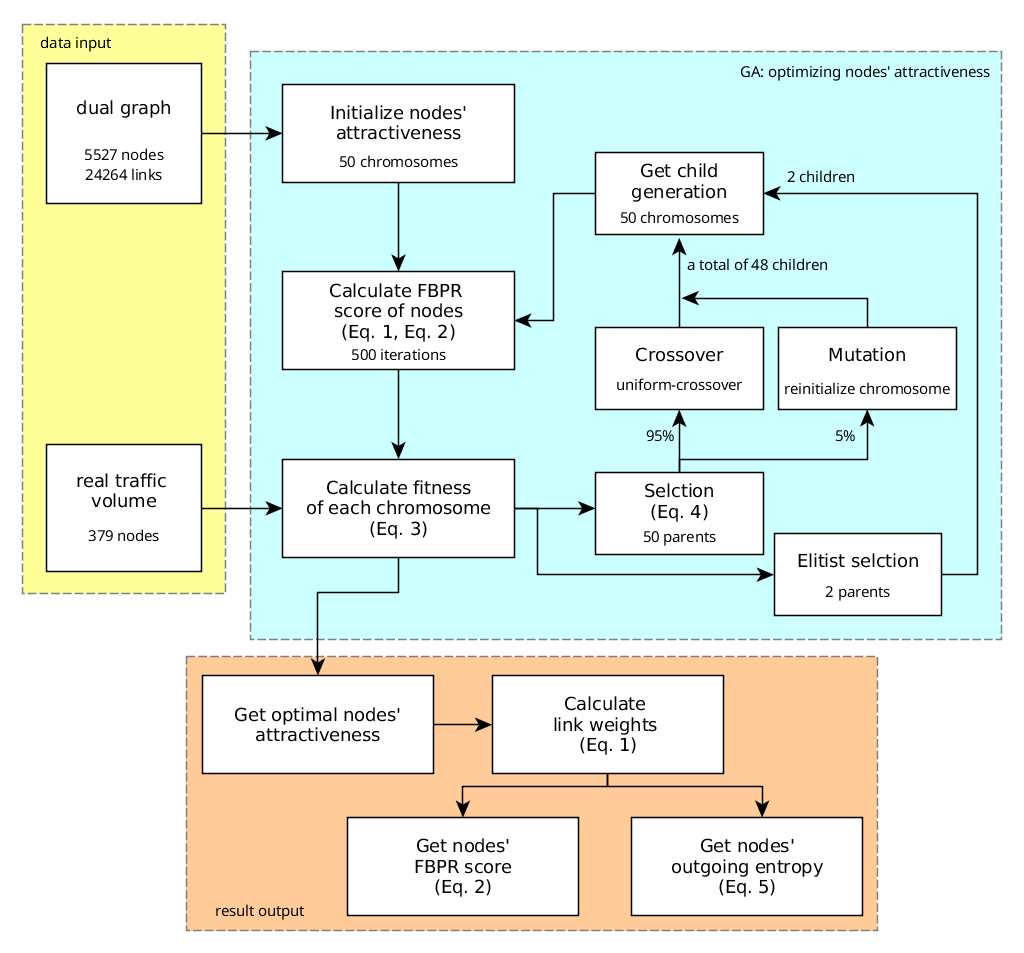 data input
dual graph
5527 nodes
24264 links
real traffic
volume
379 nodes
GA: optimizing nodes' attractiveness
Initialize nodes'
attractiveness
50 chromosomes
Calculate FBPR
score of nodes
(Eq. 1, Eq. 2)
500 iterations
Calculate fitness
of each chromosome
(Eq. 3)
Get child
generation
50 chromosomes
2 children
a total of 48 children
Crossover
uniform-crossover
Mutation
reinitialize chromosome
95%
5%
Selction
(Eq. 4)
50 parents
Elitist selction
2 parents
Get optimal nodes'
attractiveness
Calculate
link weights
(Eq. 1)
Get nodes'
FBPR score
(Eq. 2)
Get nodes'
outgoing entropy
(Eq. 5)
result output